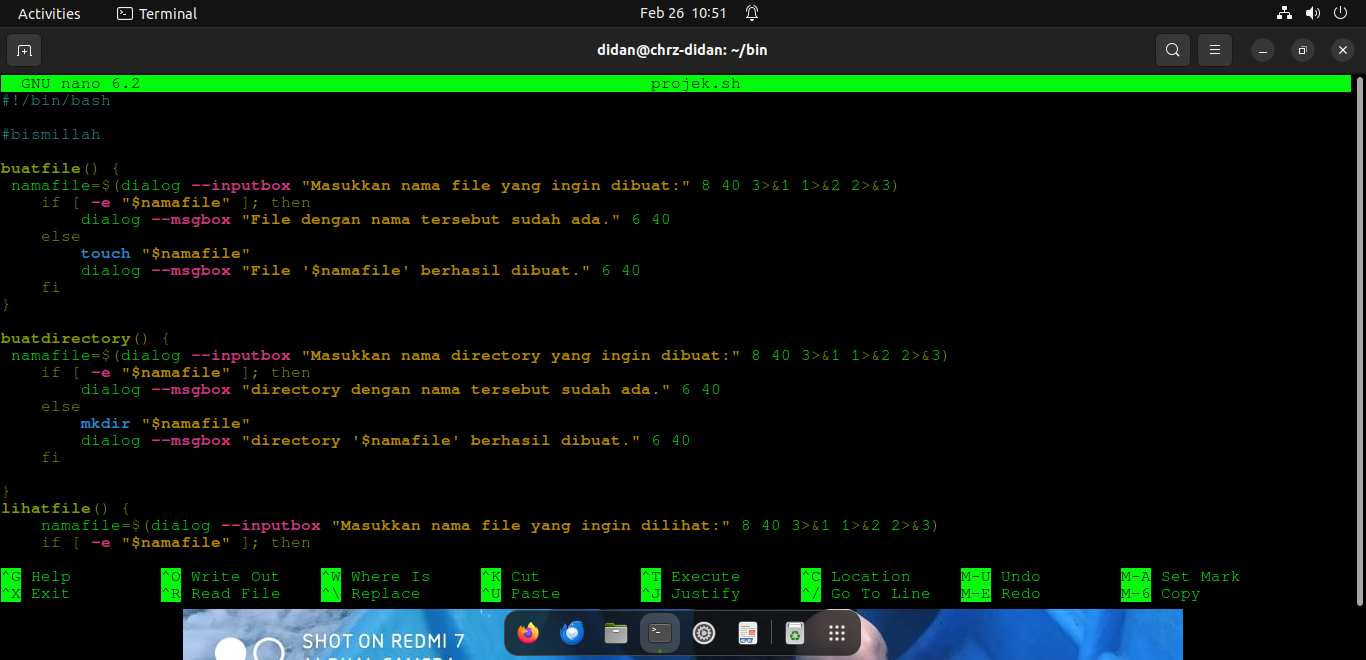 Activities Terminal Feb 26 10:51
didan@chrz-didan: ~/bin
GNU nano 6.2 projek.sh
#!/bin/bash
#bismillah
buatfile() {
 namafile=$(dialog --inputbox "Masukkan nama file yang ingin dibuat:" 8 40 3>&1 1>&2 2>&3)
    if [ -e "$namafile" ]; then
        dialog --msgbox "File dengan nama tersebut sudah ada." 6 40
    else
        touch "$namafile"
        dialog --msgbox "File '$namafile' berhasil dibuat." 6 40
    fi
}
buatdirectory() {
 namafile=$(dialog --inputbox "Masukkan nama directory yang ingin dibuat:" 8 40 3>&1 1>&2 2>&3)
    if [ -e "$namafile" ]; then
        dialog --msgbox "directory dengan nama tersebut sudah ada." 6 40
    else
        mkdir "$namafile"
        dialog --msgbox "directory '$namafile' berhasil dibuat." 6 40
    fi
}
lihatfile() {
    namafile=$(dialog --inputbox "Masukkan nama file yang ingin dilihat:" 8 40 3>&1 1>&2 2>&3)
    if [ -e "$namafile" ]; then
^G Help ^O Write Out ^W Where Is ^K Cut ^T Execute ^C Location M-U Undo M-A Set Mark
^X Exit ^R Read File ^\ Replace ^U Paste ^J Justify ^/ Go To Line M-E Redo M-6 Copy
SHOT ON REDMI 7